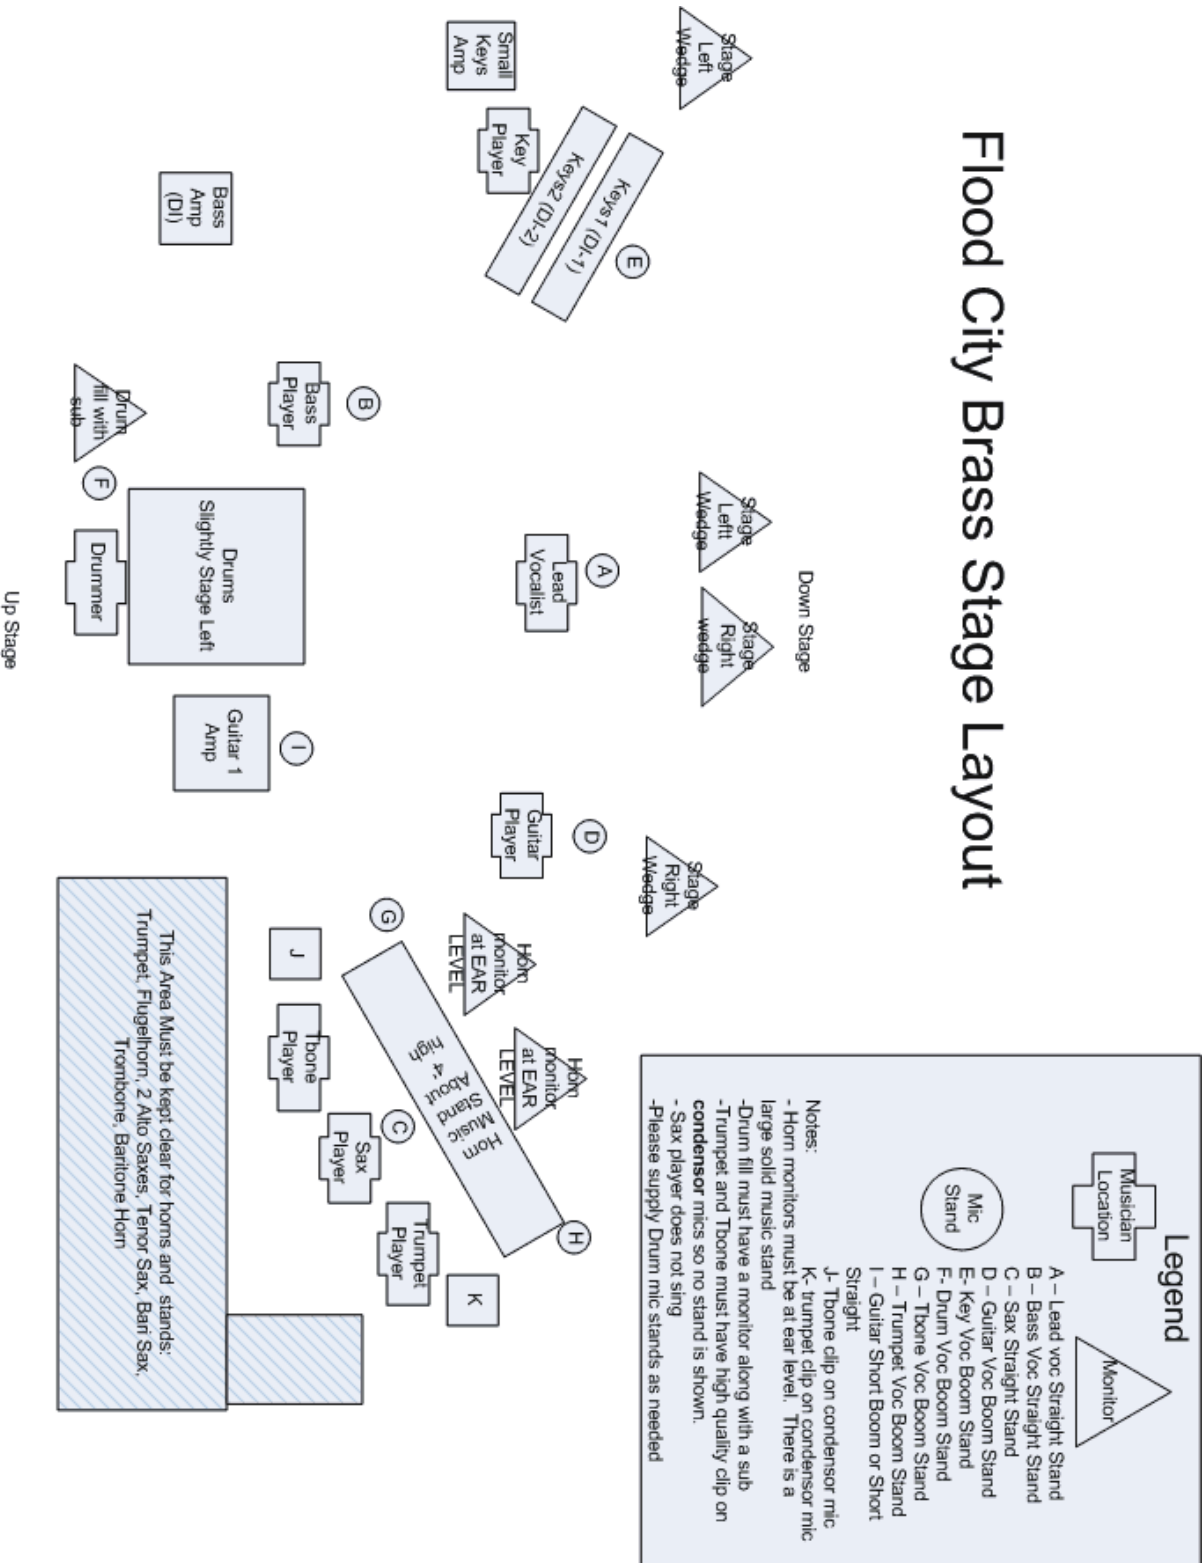 Flood City Brass Stage Layout
Legend
Musician
Location
Monitor
Mic
Stand
A – Lead voc Straight Stand
B – Bass Voc Straight Stand
C – Sax Straight Stand
D – Guitar Voc Boom Stand
E- Key Voc Boom Stand
F- Drum Voc Boom Stand
G – Tbone Voc Boom Stand
H – Trumpet Voc Boom Stand
I – Guitar Short Boom or Short
Straight
J- Tbone clip on condensor mic
K- trumpet clip on condensor mic
Notes:
- Horn monitors must be at ear level. There is a
large solid music stand
-Drum fill must have a monitor along with a sub
-Trumpet and Tbone must have high quality clip on
condensor mics so no stand is shown.
- Sax player does not sing
-Please supply Drum mic stands as needed
Down Stage
Stage
Left
Wedge
Stage
Leftt
Wedge
Stage
Right
wedge
Stage
Right
Wedge
E
Keys1 (DI-1)
Keys2 (DI-2)
Key
Player
Small
Keys
Amp
A
Lead
Vocalist
D
Guitar
Player
Horn
monitor
at EAR
LEVEL
Horn
monitor
at EAR
LEVEL
H
G
Horn
Music
Stand
About
4'
high
C
K
Trumpet
Player
Sax
Player
Tbone
Player
J
B
Bass
Player
Bass
Amp
(DI)
I
Guitar 1
Amp
Drums
Slightly Stage Left
Drum
fill with
sub
F
Drummer
This Area Must be kept clear for horns and stands:
Trumpet, Flugelhorn, 2 Alto Saxes, Tenor Sax, Bari Sax,
Trombone, Baritone Horn
Up Stage